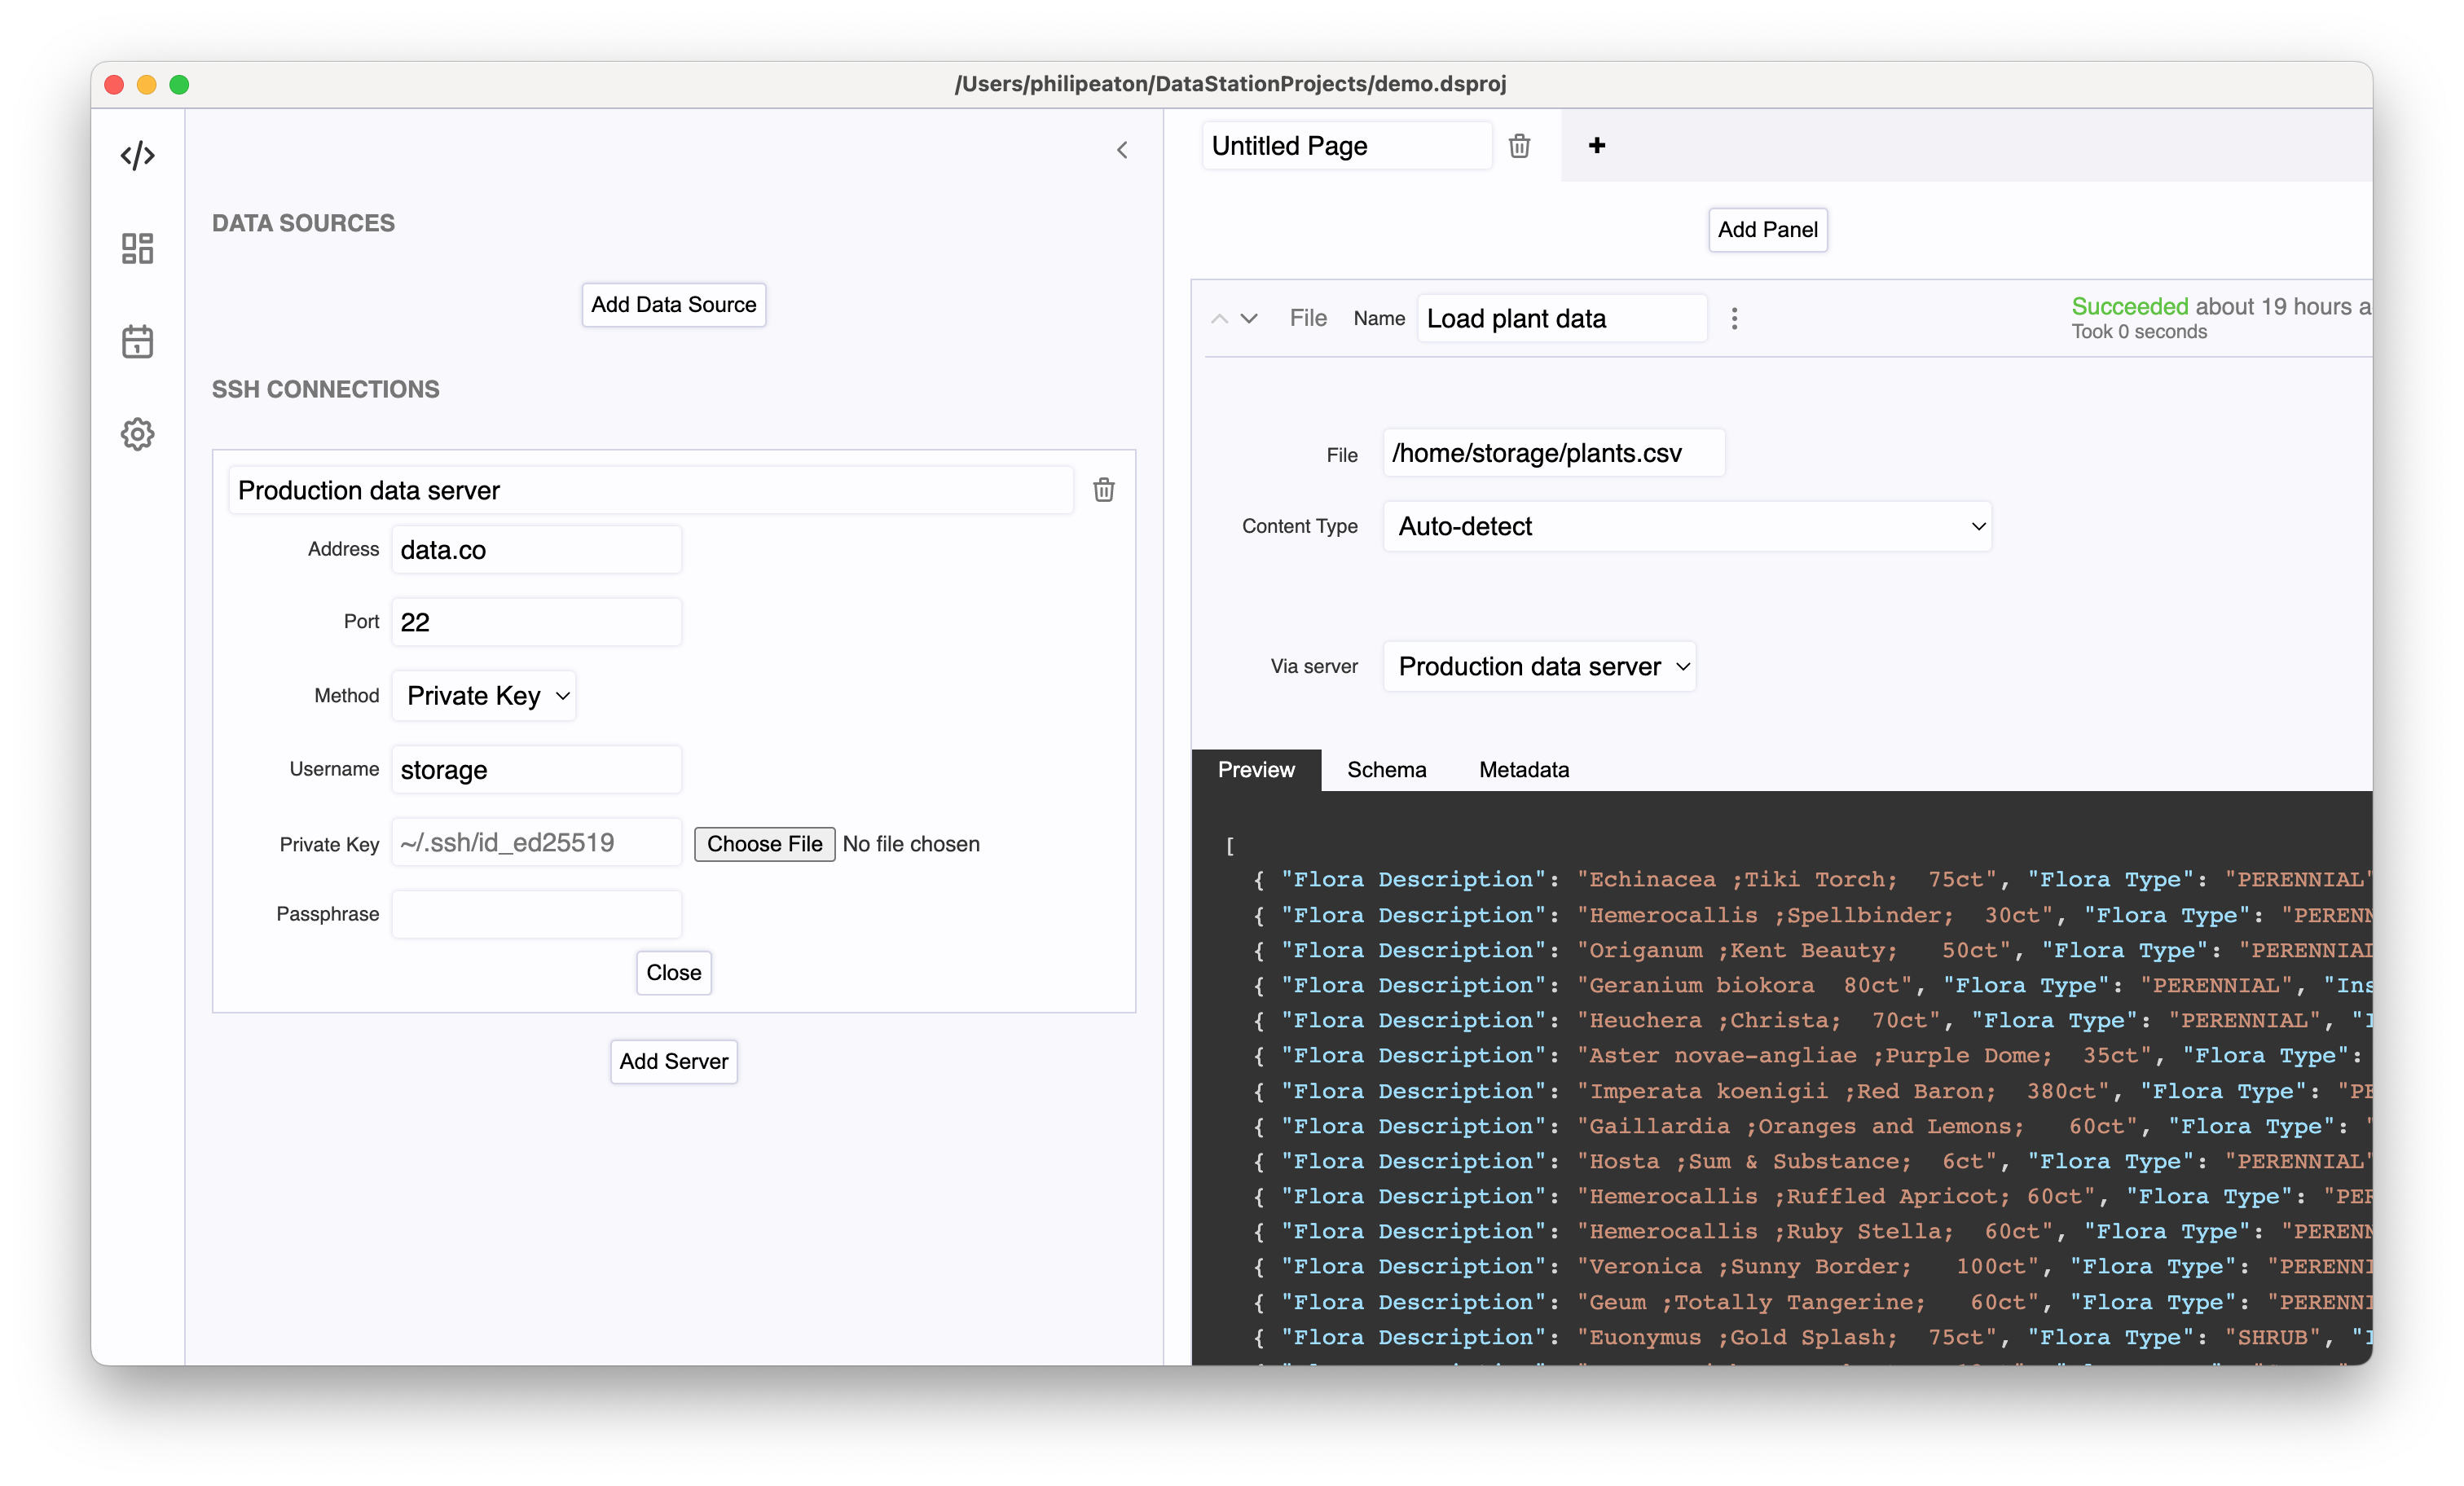 /Users/philipeaton/DataStationProjects/demo.dsproj
DATA SOURCES
Add Data Source
SSH CONNECTIONS
Production data server
Address data.co
Port 22
Method Private Key
Username storage
Private Key ~/.ssh/id_ed25519 Choose File No file chosen
Passphrase
Close
Add Server
Untitled Page +
Add Panel
File Name Load plant data
Succeeded about 19 hours a
Took 0 seconds
File /home/storage/plants.csv
Content Type Auto-detect
Via server Production data server
Preview Schema Metadata
[
{ "Flora Description": "Echinacea ;Tiki Torch;  75ct", "Flora Type": "PERENNIAL"
{ "Flora Description": "Hemerocallis ;Spellbinder;  30ct", "Flora Type": "PERENN
{ "Flora Description": "Origanum ;Kent Beauty;   50ct", "Flora Type": "PERENNIAL
{ "Flora Description": "Geranium biokora  80ct", "Flora Type": "PERENNIAL", "Ins
{ "Flora Description": "Heuchera ;Christa;  70ct", "Flora Type": "PERENNIAL", "I
{ "Flora Description": "Aster novae-angliae ;Purple Dome;  35ct", "Flora Type":
{ "Flora Description": "Imperata koenigii ;Red Baron;  380ct", "Flora Type": "PE
{ "Flora Description": "Gaillardia ;Oranges and Lemons;   60ct", "Flora Type": "
{ "Flora Description": "Hosta ;Sum & Substance;  6ct", "Flora Type": "PERENNIAL"
{ "Flora Description": "Hemerocallis ;Ruffled Apricot; 60ct", "Flora Type": "PER
{ "Flora Description": "Hemerocallis ;Ruby Stella;  60ct", "Flora Type": "PERENN
{ "Flora Description": "Veronica ;Sunny Border;   100ct", "Flora Type": "PERENNI
{ "Flora Description": "Geum ;Totally Tangerine;   60ct", "Flora Type": "PERENNI
{ "Flora Description": "Euonymus ;Gold Splash;  75ct", "Flora Type": "SHRUB", "I